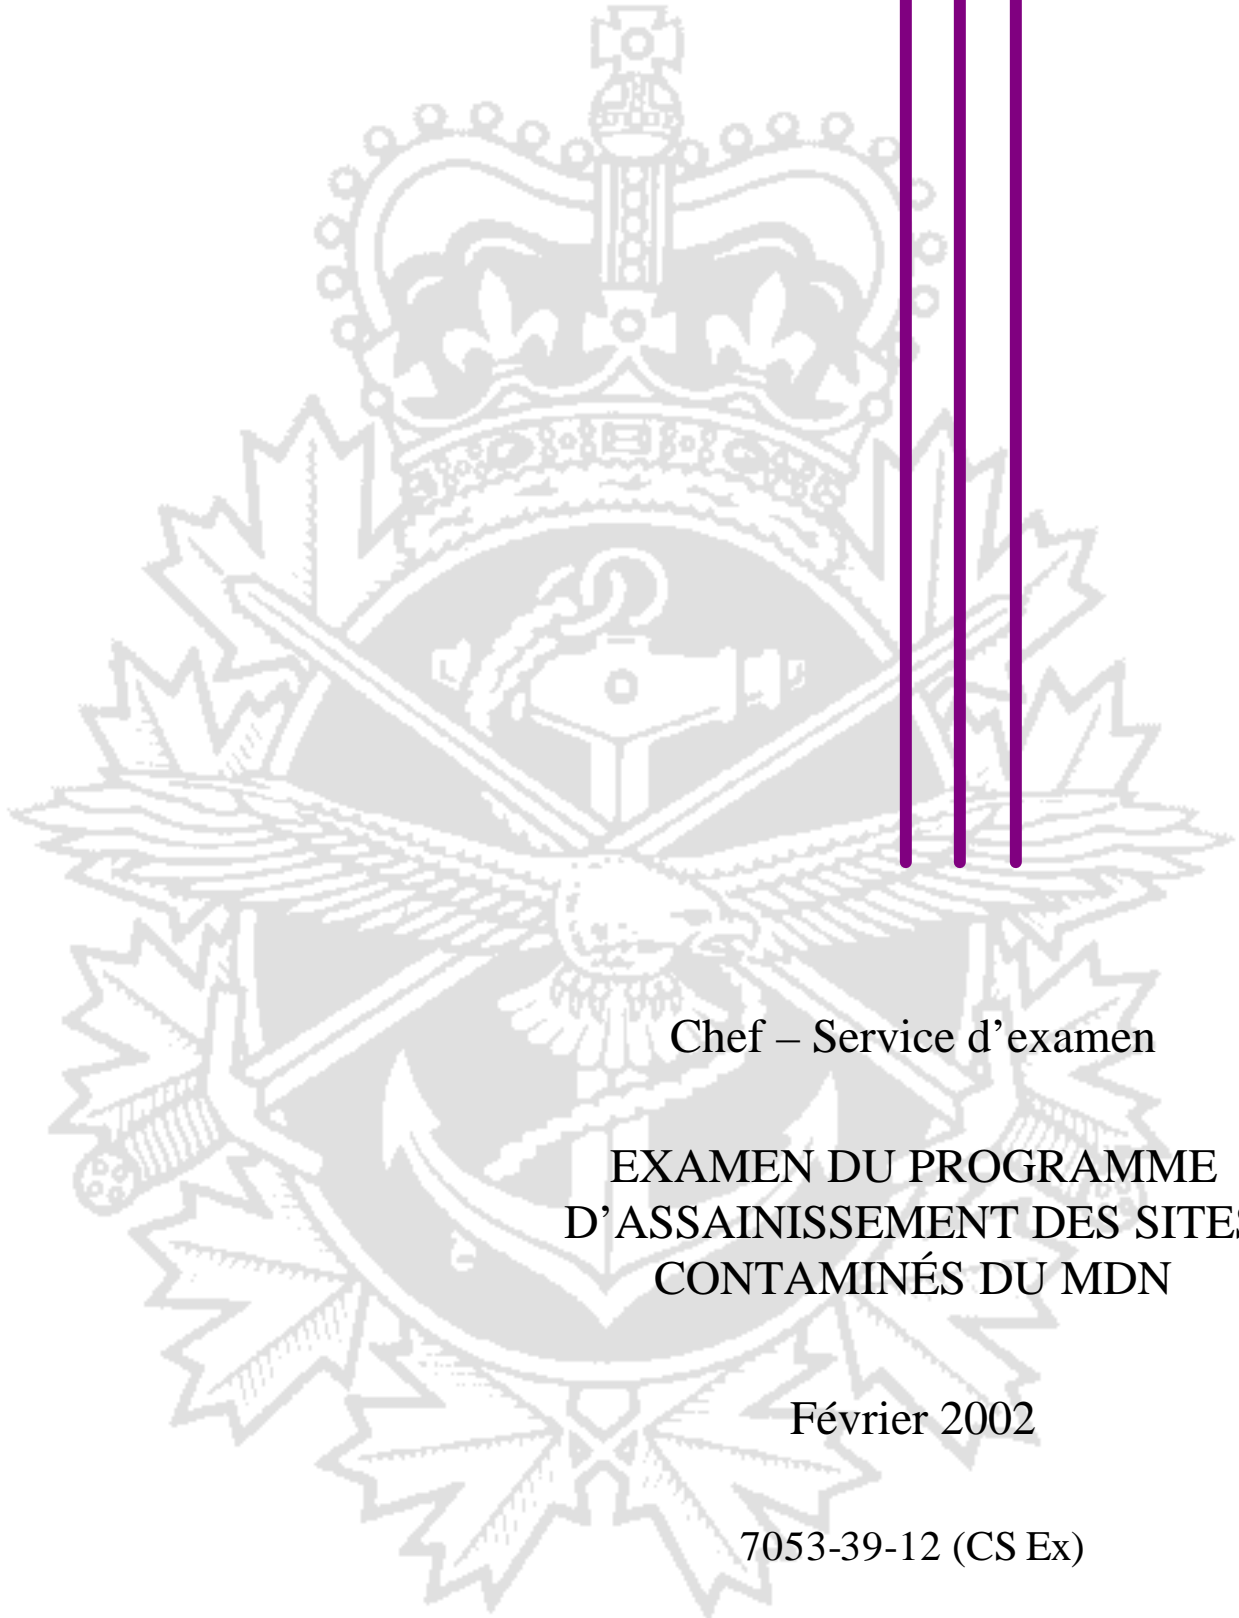 Chef – Service d’examen
EXAMEN DU PROGRAMME
D’ASSAINISSEMENT DES SITES
CONTAMINÉS DU MDN
Février 2002
7053-39-12 (CS Ex)